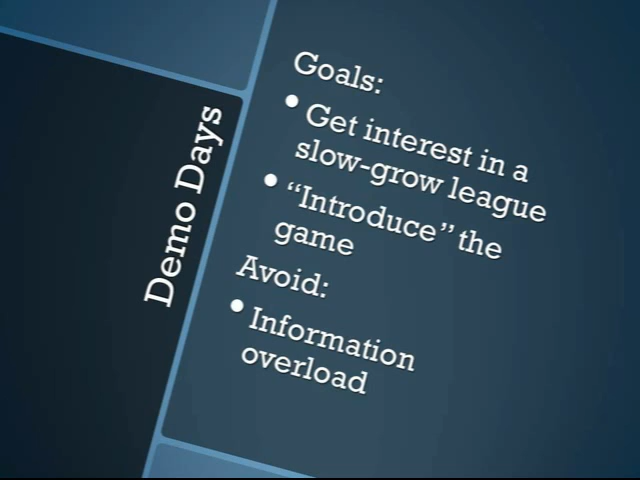 Demo Days
Goals:
• Get interest in a
slow-grow league
• “Introduce” the
game
Avoid:
• Information
overload